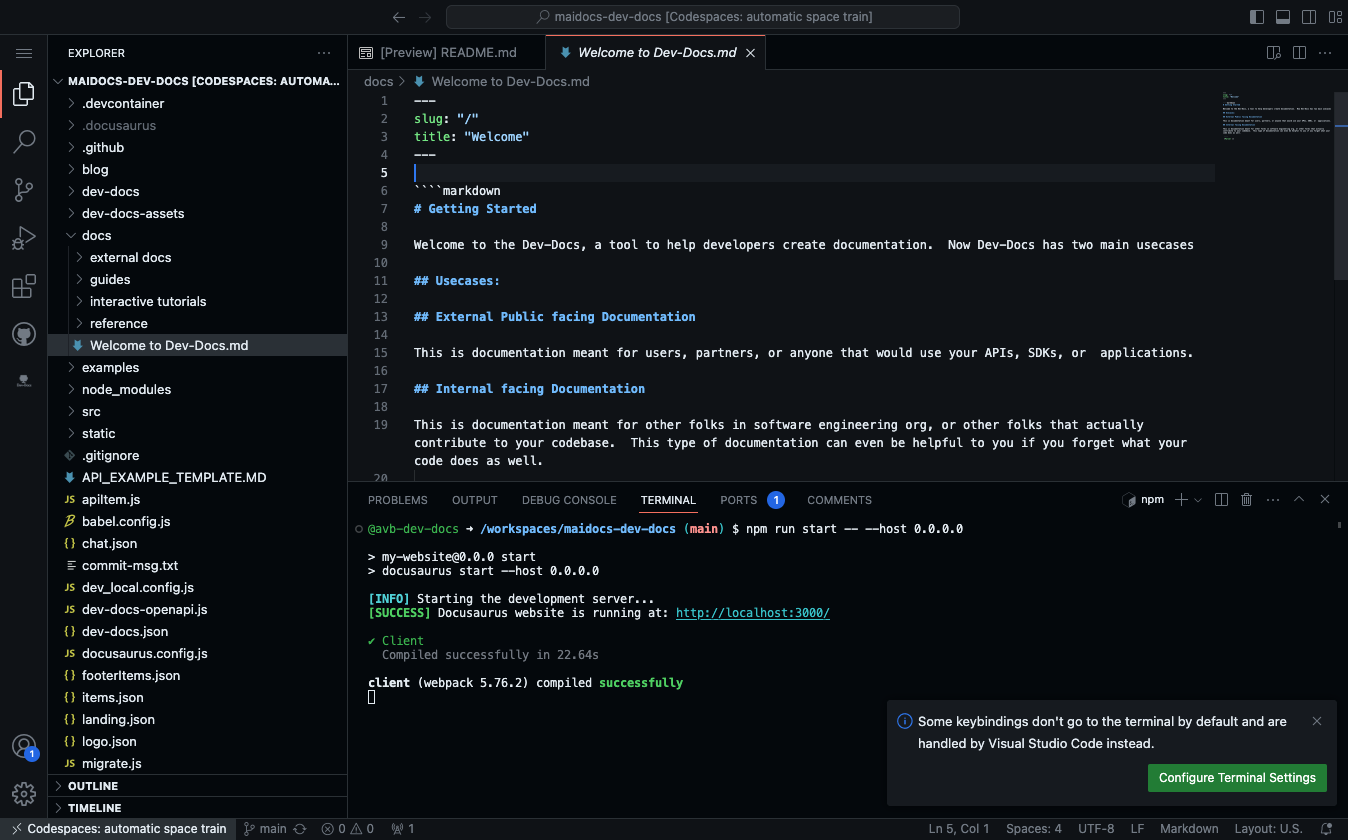 maidocs-dev-docs [Codespaces: automatic space train]
EXPLORER
MAIDOCS-DEV-DOCS [CODESPACES: AUTOMA...
.devcontainer
.docusaurus
.github
blog
dev-docs
dev-docs-assets
docs
external docs
guides
interactive tutorials
reference
Welcome to Dev-Docs.md
examples
node_modules
src
static
.gitignore
API_EXAMPLE_TEMPLATE.MD
JS apiItem.js
babel.config.js
{} chat.json
commit-msg.txt
JS dev_local.config.js
JS dev-docs-openapi.js
{} dev-docs.json
JS docusaurus.config.js
{} footerItems.json
{} items.json
{} landing.json
{} logo.json
JS migrate.js
OUTLINE
TIMELINE
1
[Preview] README.md
Welcome to Dev-Docs.md
docs > Welcome to Dev-Docs.md
1 ---
2 slug: "/"
3 title: "Welcome"
4 ---
5
6 ````markdown
7 # Getting Started
8
9 Welcome to the Dev-Docs, a tool to help developers create documentation.  Now Dev-Docs has two main usecases
10
11 ## Usecases:
12
13 ## External Public facing Documentation
14
15 This is documentation meant for users, partners, or anyone that would use your APIs, SDKs, or  applications.
16
17 ## Internal facing Documentation
18
19 This is documentation meant for other folks in software engineering org, or other folks that actually
contribute to your codebase.  This type of documentation can even be helpful to you if you forget what your
code does as well.
20
PROBLEMS OUTPUT DEBUG CONSOLE TERMINAL PORTS 1 COMMENTS
npm
@avb-dev-docs → /workspaces/maidocs-dev-docs (main) $ npm run start -- --host 0.0.0.0
> my-website@0.0.0 start
> docusaurus start --host 0.0.0.0
[INFO] Starting the development server...
[SUCCESS] Docusaurus website is running at: http://localhost:3000/
✔ Client
Compiled successfully in 22.64s
client (webpack 5.76.2) compiled successfully
Some keybindings don't go to the terminal by default and are
handled by Visual Studio Code instead.
Configure Terminal Settings
Codespaces: automatic space train main 0 0 1 Ln 5, Col 1 Spaces: 4 UTF-8 LF Markdown Layout: U.S.